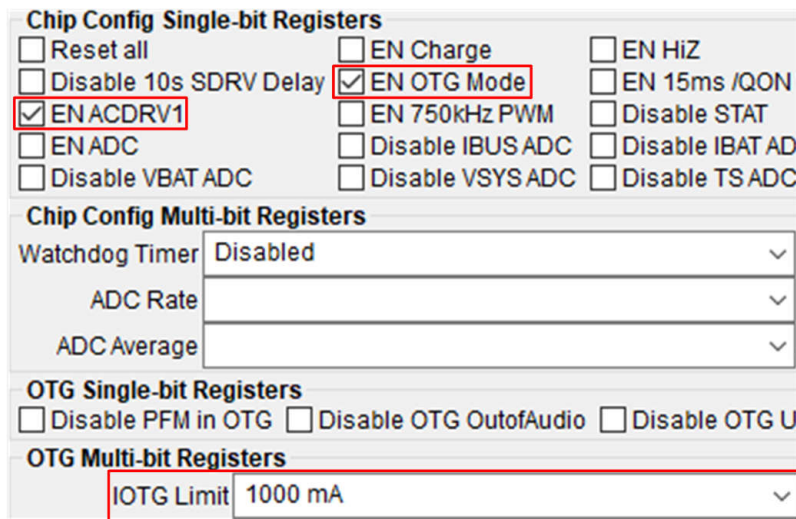 Chip Config Single-bit Registers
Reset all EN Charge EN HiZ
Disable 10s SDRV Delay EN OTG Mode EN 15ms /QON
EN ACDRV1 EN 750kHz PWM Disable STAT
EN ADC Disable IBUS ADC Disable IBAT AD
Disable VBAT ADC Disable VSYS ADC Disable TS ADC
Chip Config Multi-bit Registers
Watchdog Timer Disabled
ADC Rate
ADC Average
OTG Single-bit Registers
Disable PFM in OTG Disable OTG OutofAudio Disable OTG U
OTG Multi-bit Registers
IOTG Limit 1000 mA